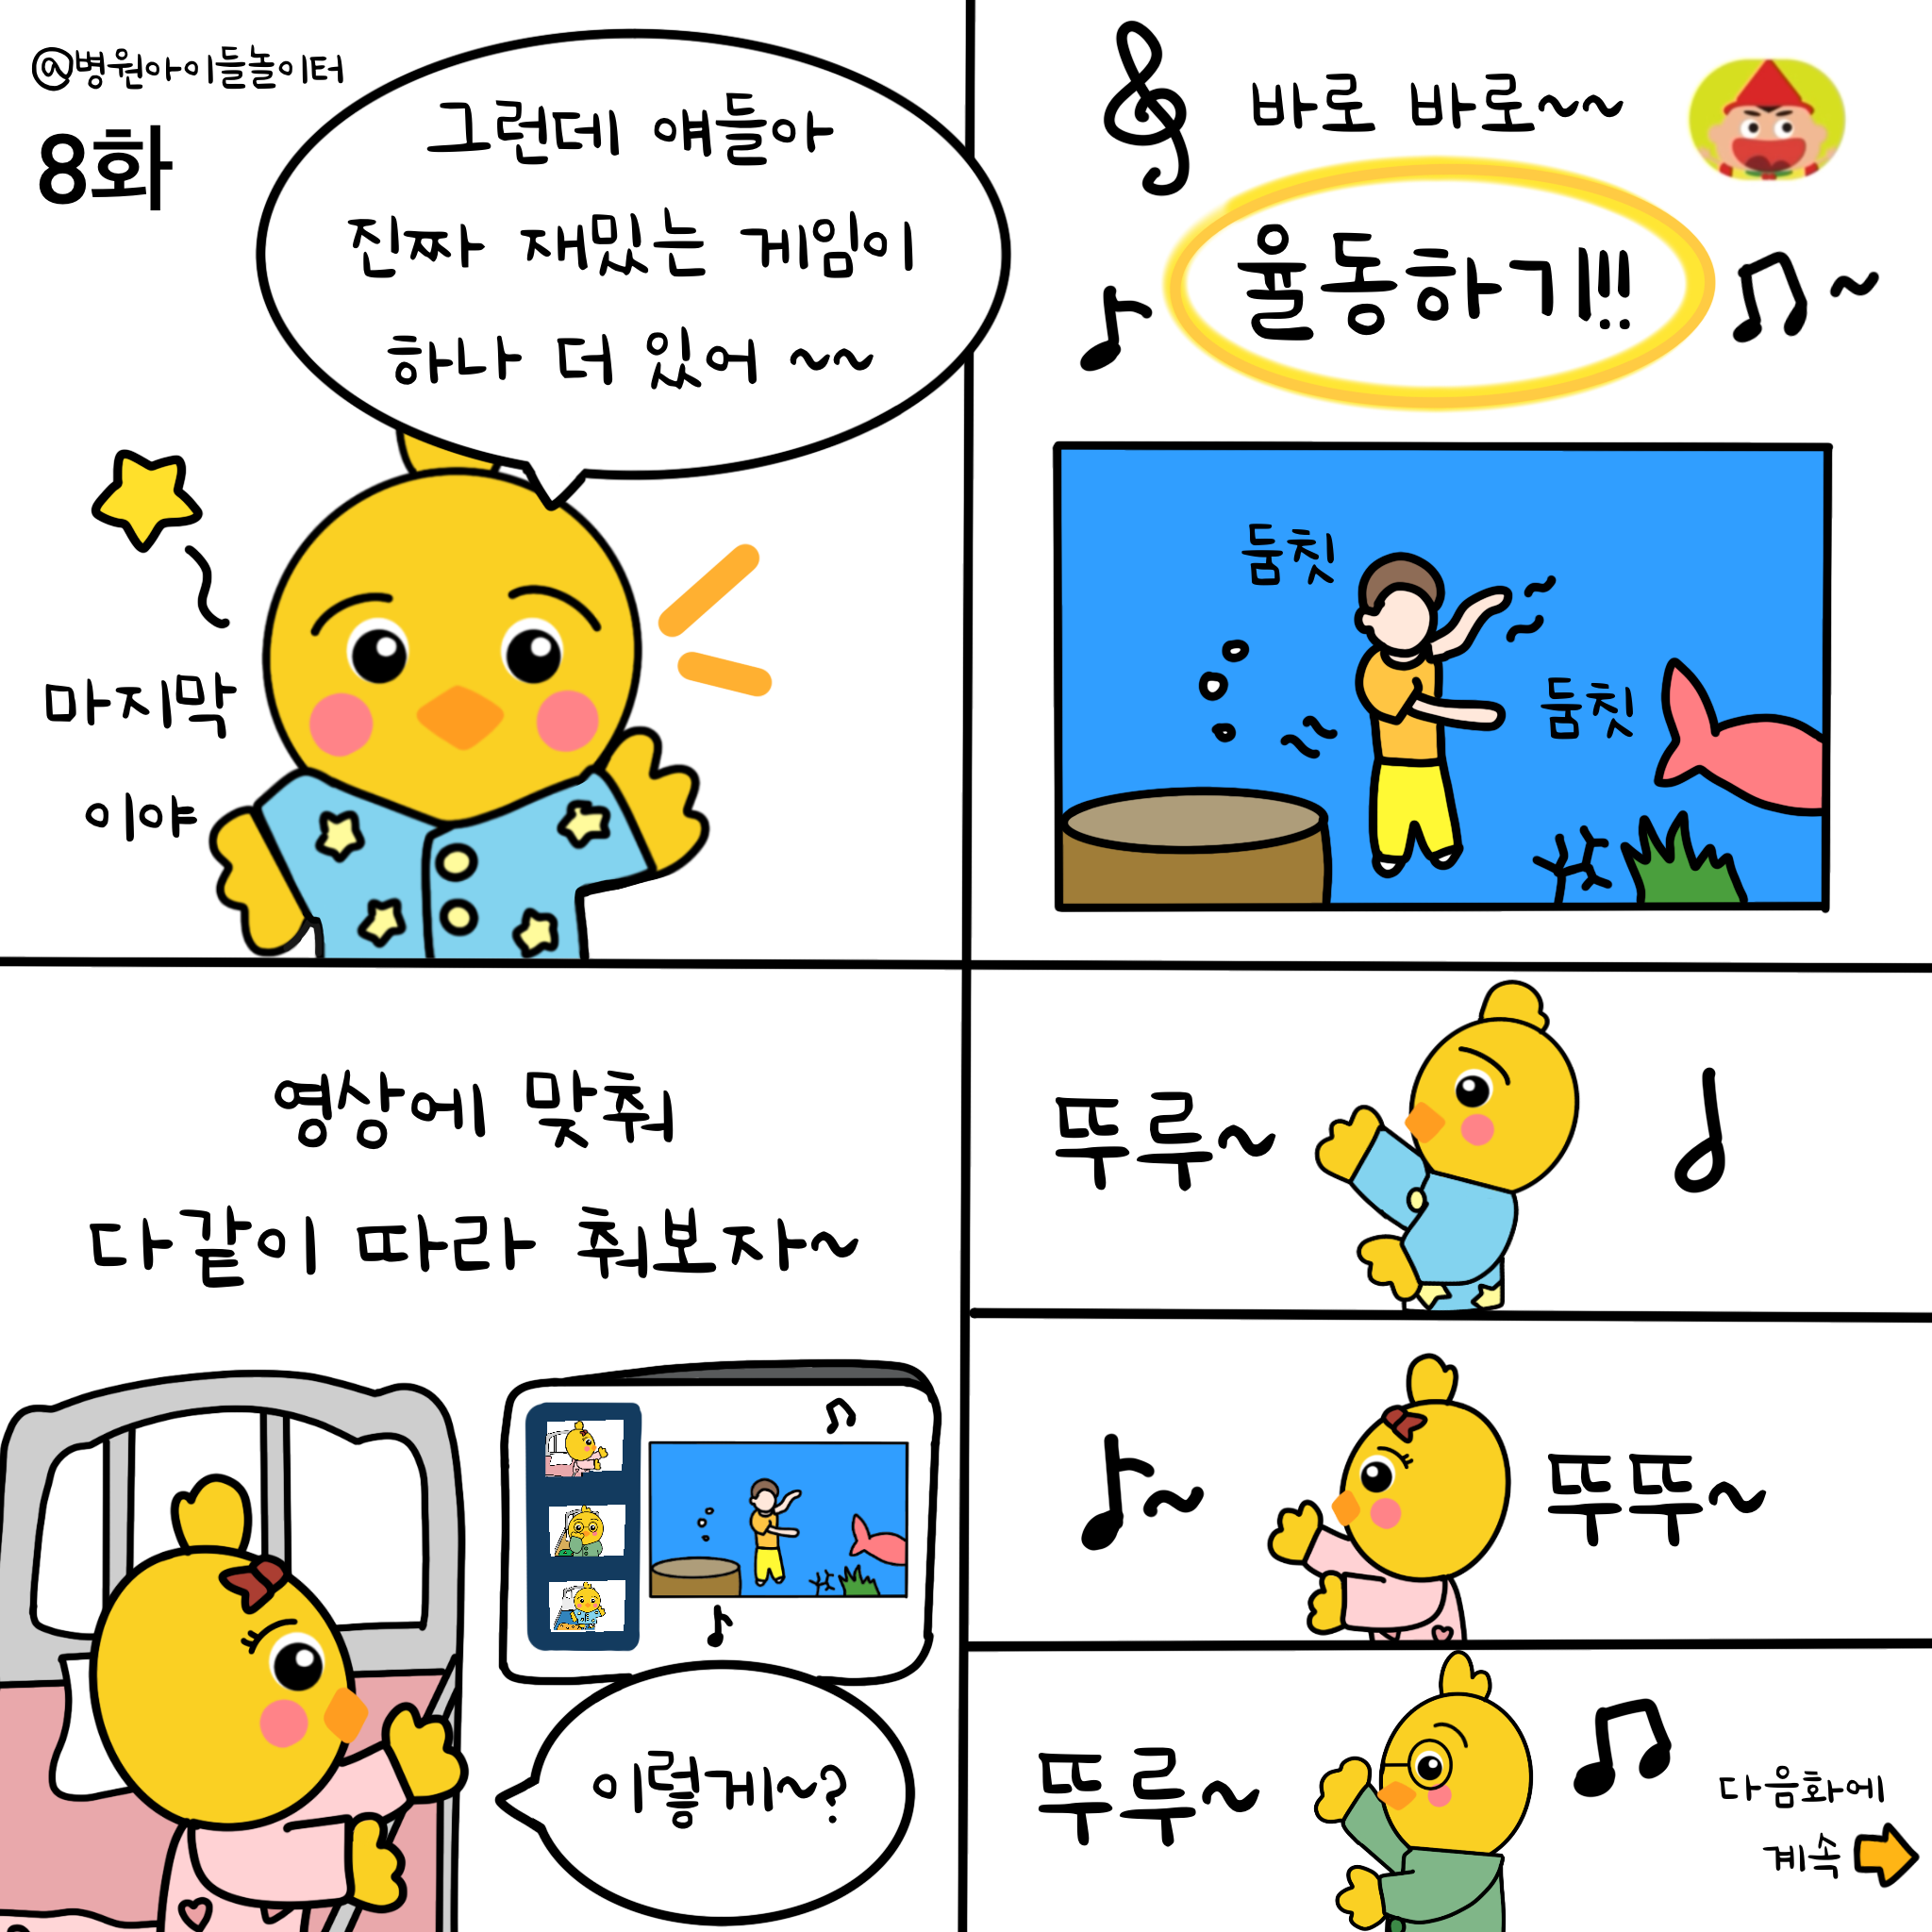 @병원아이들놀이터
8화
그런데 얘들아
진짜 재밌는 게임이
하나 더 있어 ~~
마지막
이야
바로 바로~~
율동하기!!
둠칫
둠칫
영상에 맞춰
다같이 따라 춰보자~
이렇게~?
뚜루~
뚜뚜~
뚜루~
다음화에
계속